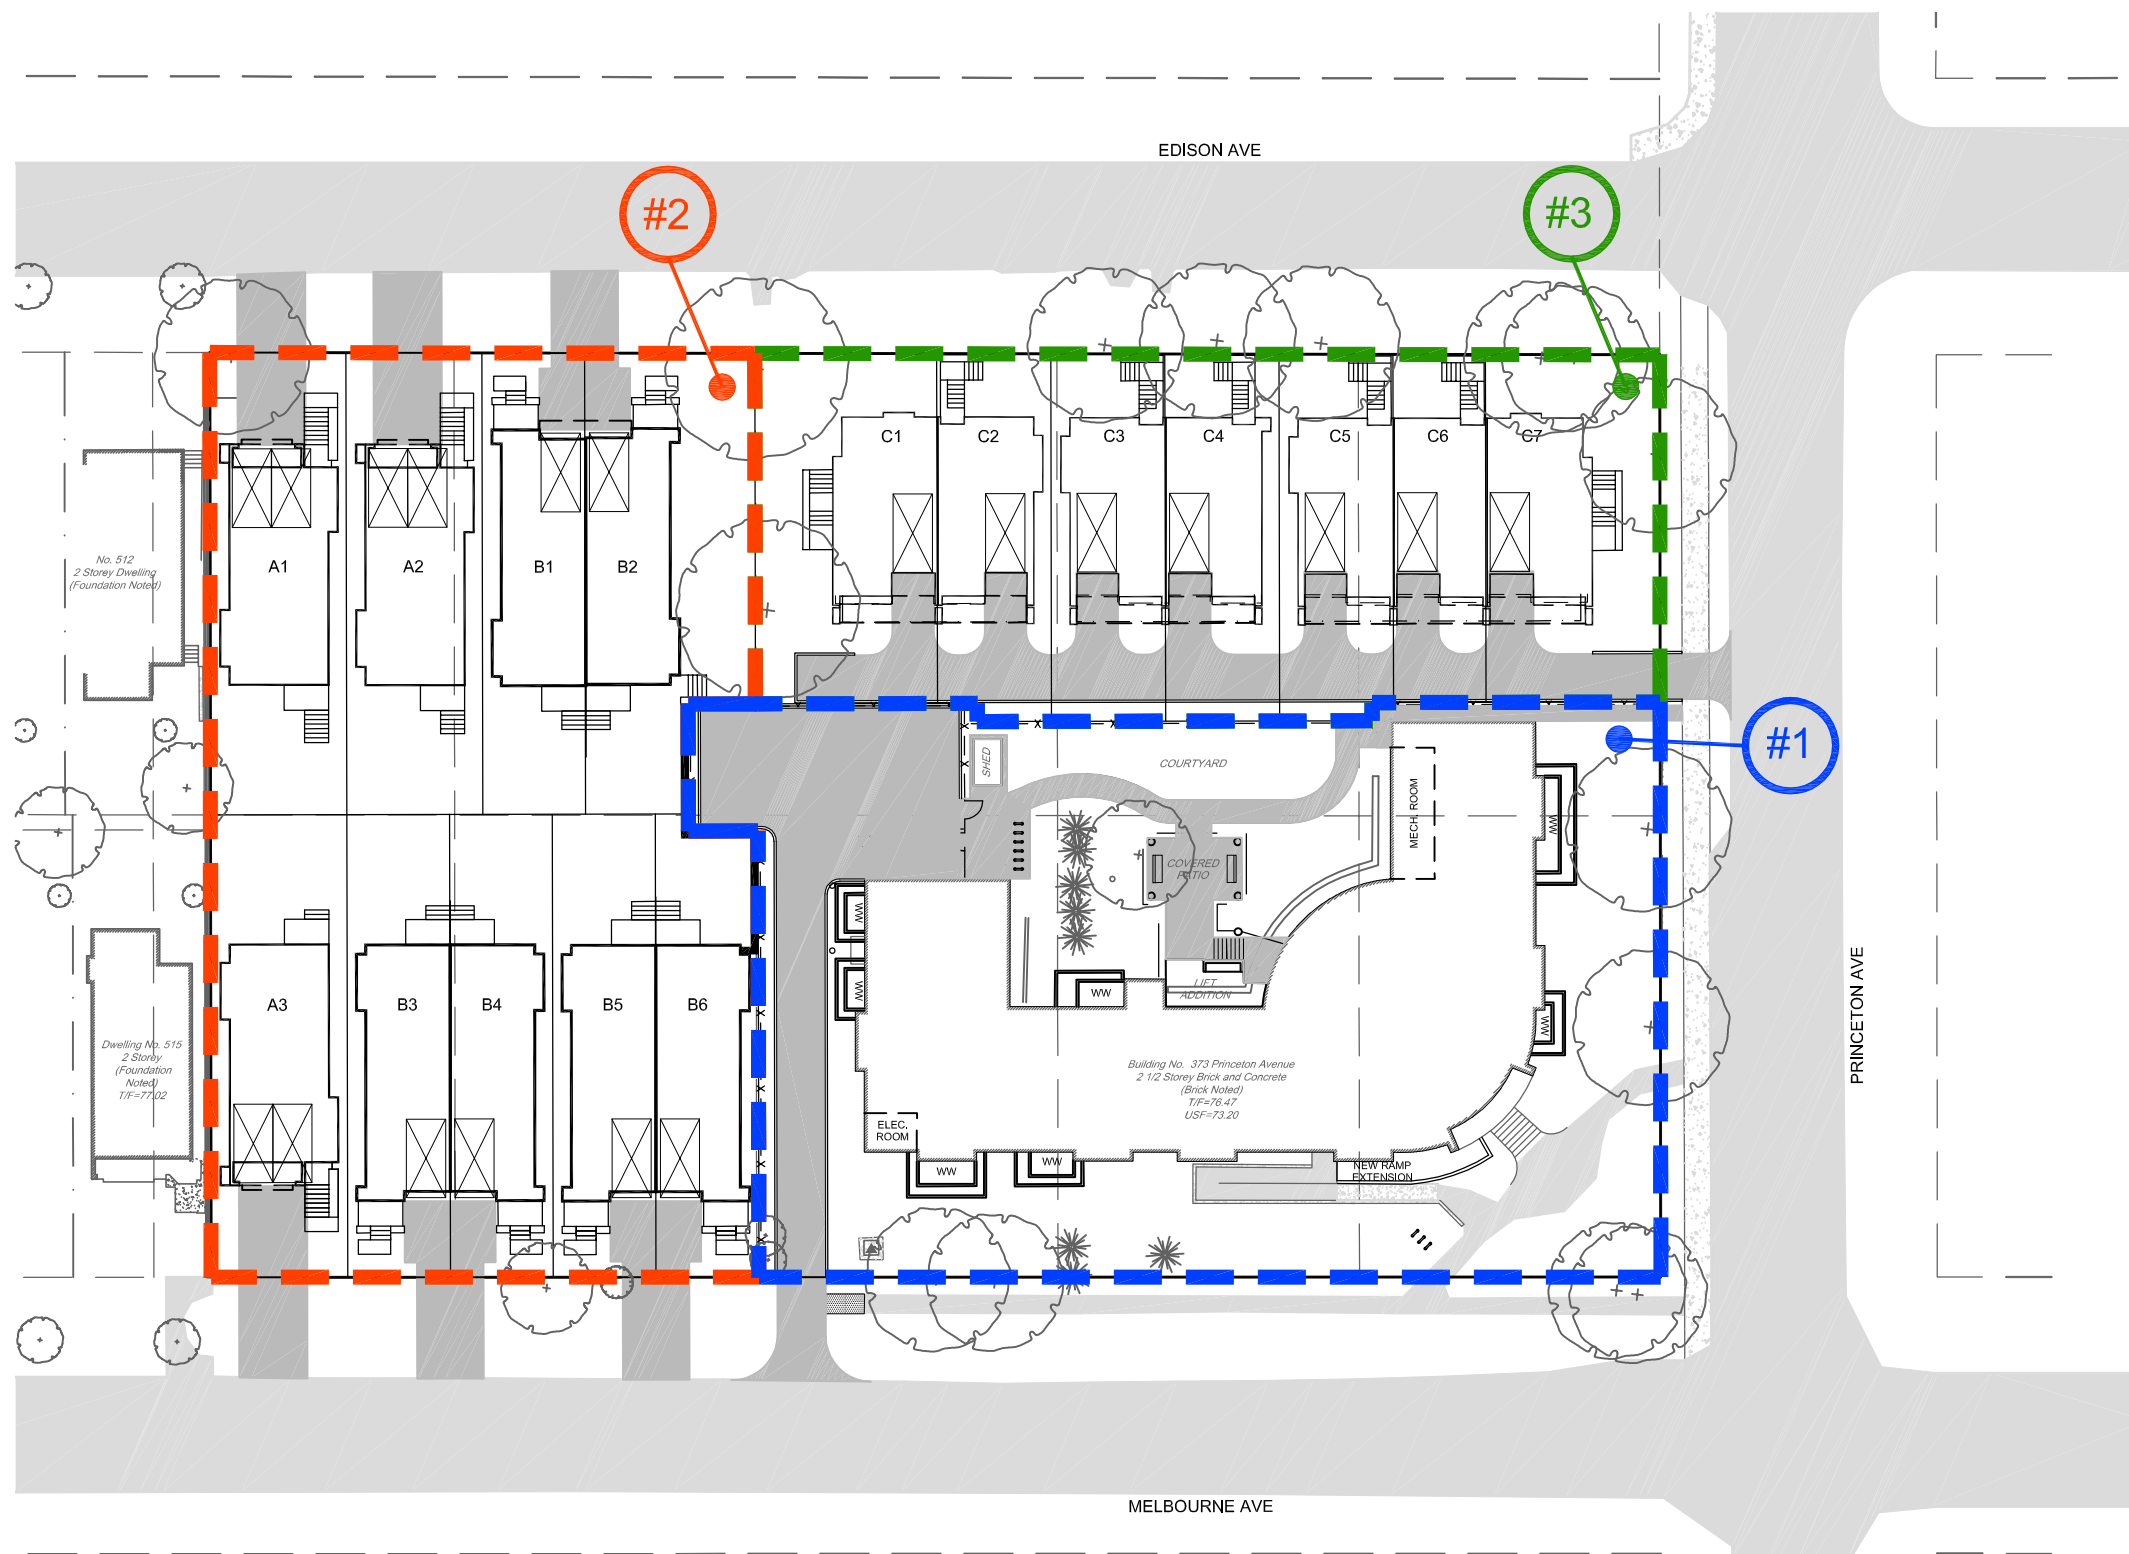 EDISON AVE
#2
#3
C1
C2
C3
C4
C5
C6
C7
No. 512
2 Storey Dwelling
(Foundation Noted)
A1
A2
B1
B2
#1
SHED
COURTYARD
MECH. ROOM
WW
COVERED
PATIO
WW
WW
WW
LIFT
ADDITION
WW
A3
B3
B4
B5
B6
Dwelling No. 515
2 Storey
(Foundation
Noted)
T/F=77.02
Building No. 373 Princeton Avenue
2 1/2 Storey Brick and Concrete
(Brick Noted)
T/F=76.47
USF=73.20
PRINCETON AVE
ELEC.
ROOM
WW
WW
NEW RAMP
EXTENSION
MELBOURNE AVE